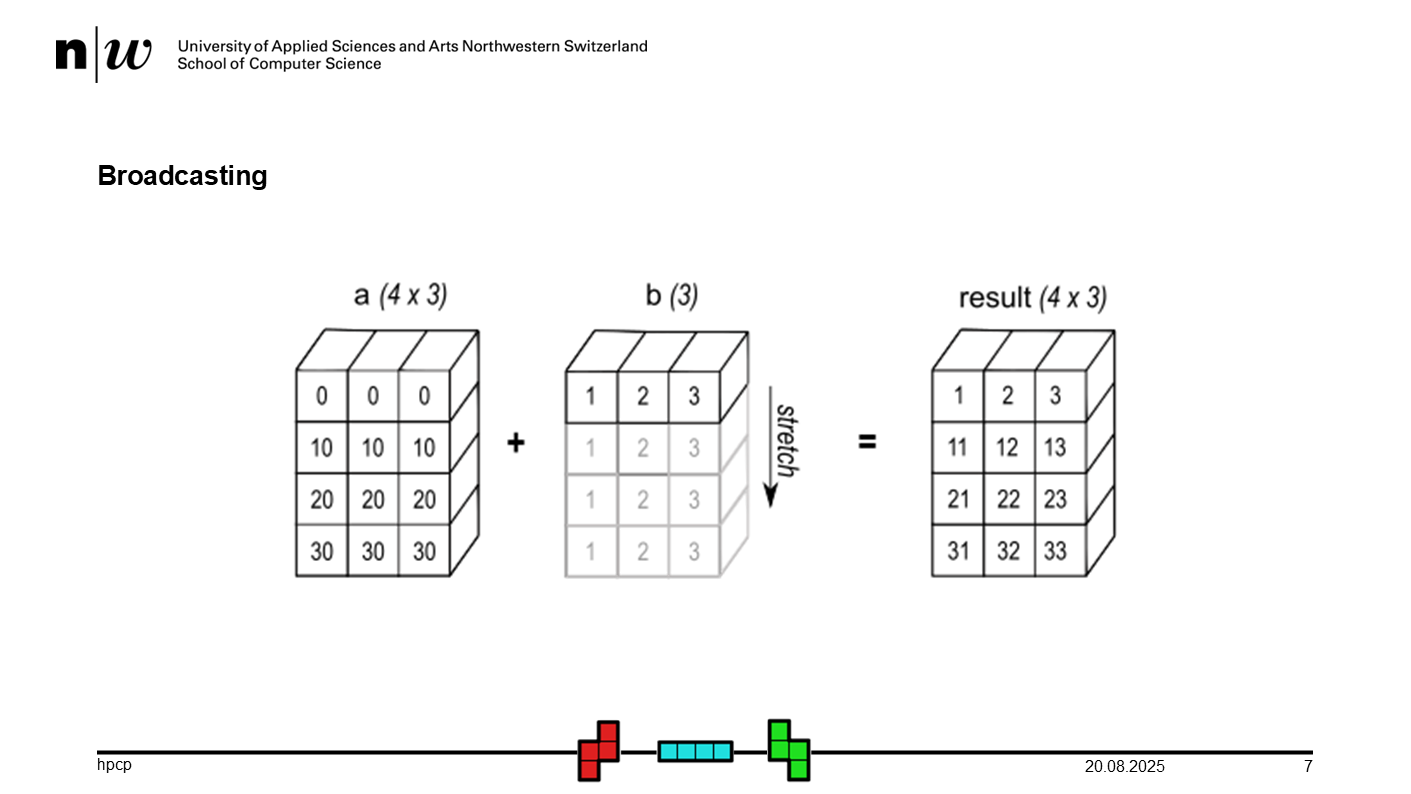 n|w University of Applied Sciences and Arts Northwestern Switzerland
School of Computer Science
Broadcasting
a (4 x 3) b (3) result (4 x 3)
0 0 0 1 2 3 1 2 3
10 10 10 + 1 2 3 stretch = 11 12 13
20 20 20 1 2 3 21 22 23
30 30 30 1 2 3 31 32 33
hpcp 20.08.2025 7